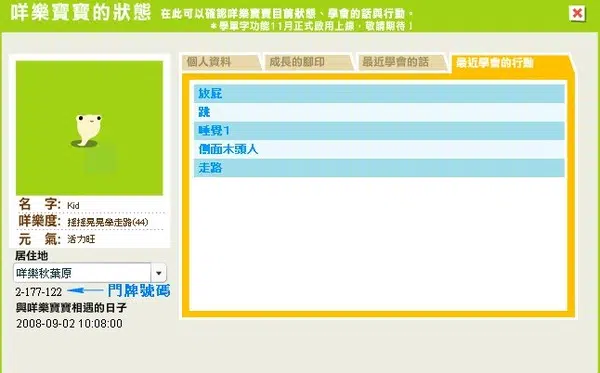 咩樂寶寶的狀態 在此可以確認咩樂寶寶目前狀態、學會的話與行動。
*學單字功能11月正式啟用上線,敬請期待!
個人資料 成長的腳印 最近學會的話 最近學會的行動
放屁
跳
睡覺1
側面木頭人
走路
名 字: Kid
咩樂度: 搖搖晃晃學走路(44)
元 氣: 活力旺
居住地
咩樂秋葉原
2-177-122 門牌號碼
與咩樂寶寶相遇的日子
2008-09-02 10:08:00